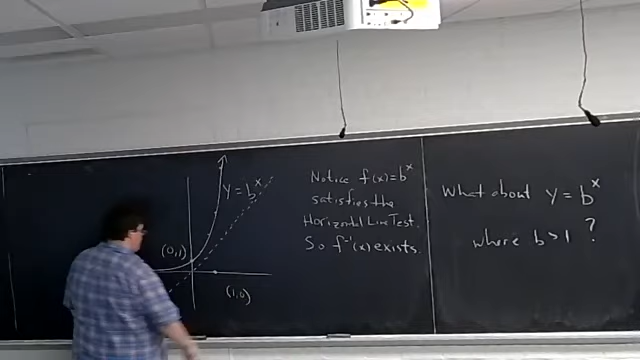 y = b^x
(0,1)
(1,0)
Notice f(x) = b^x
satisfies the
Horizontal Line Test.
So f^-1(x) exists.
What about y = b^x
where b > 1 ?